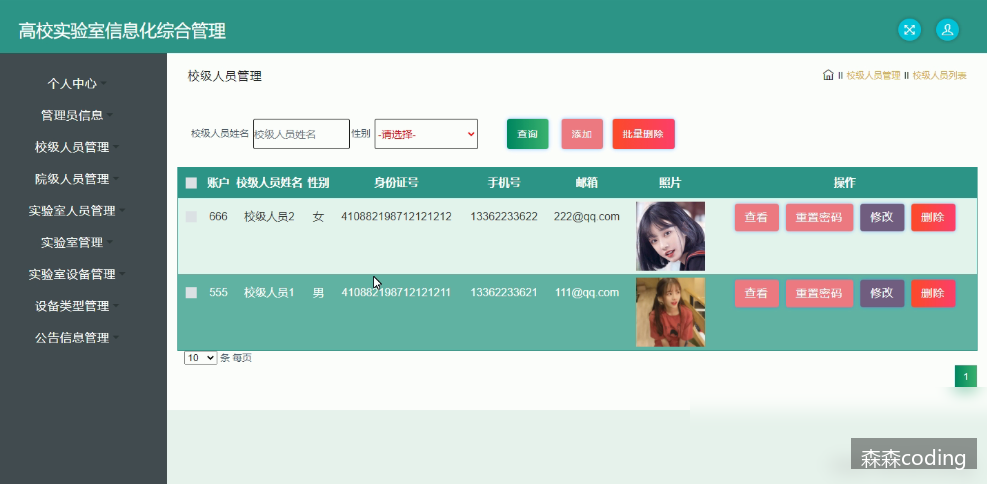 高校实验室信息化综合管理
个人中心
管理员信息
校级人员管理
院级人员管理
实验室人员管理
实验室管理
实验室设备管理
设备类型管理
公告信息管理
校级人员管理
校级人员管理 校级人员列表
校级人员姓名 校级人员姓名 性别 -请选择- 查询 添加 批量删除
账户 校级人员姓名 性别 身份证号 手机号 邮箱 照片 操作
666 校级人员2 女 410882198712121212 13362233622 222@qq.com 查看 重置密码 修改 删除
555 校级人员1 男 410882198712121211 13362233621 111@qq.com 查看 重置密码 修改 删除
10 条 每页
1
森森coding